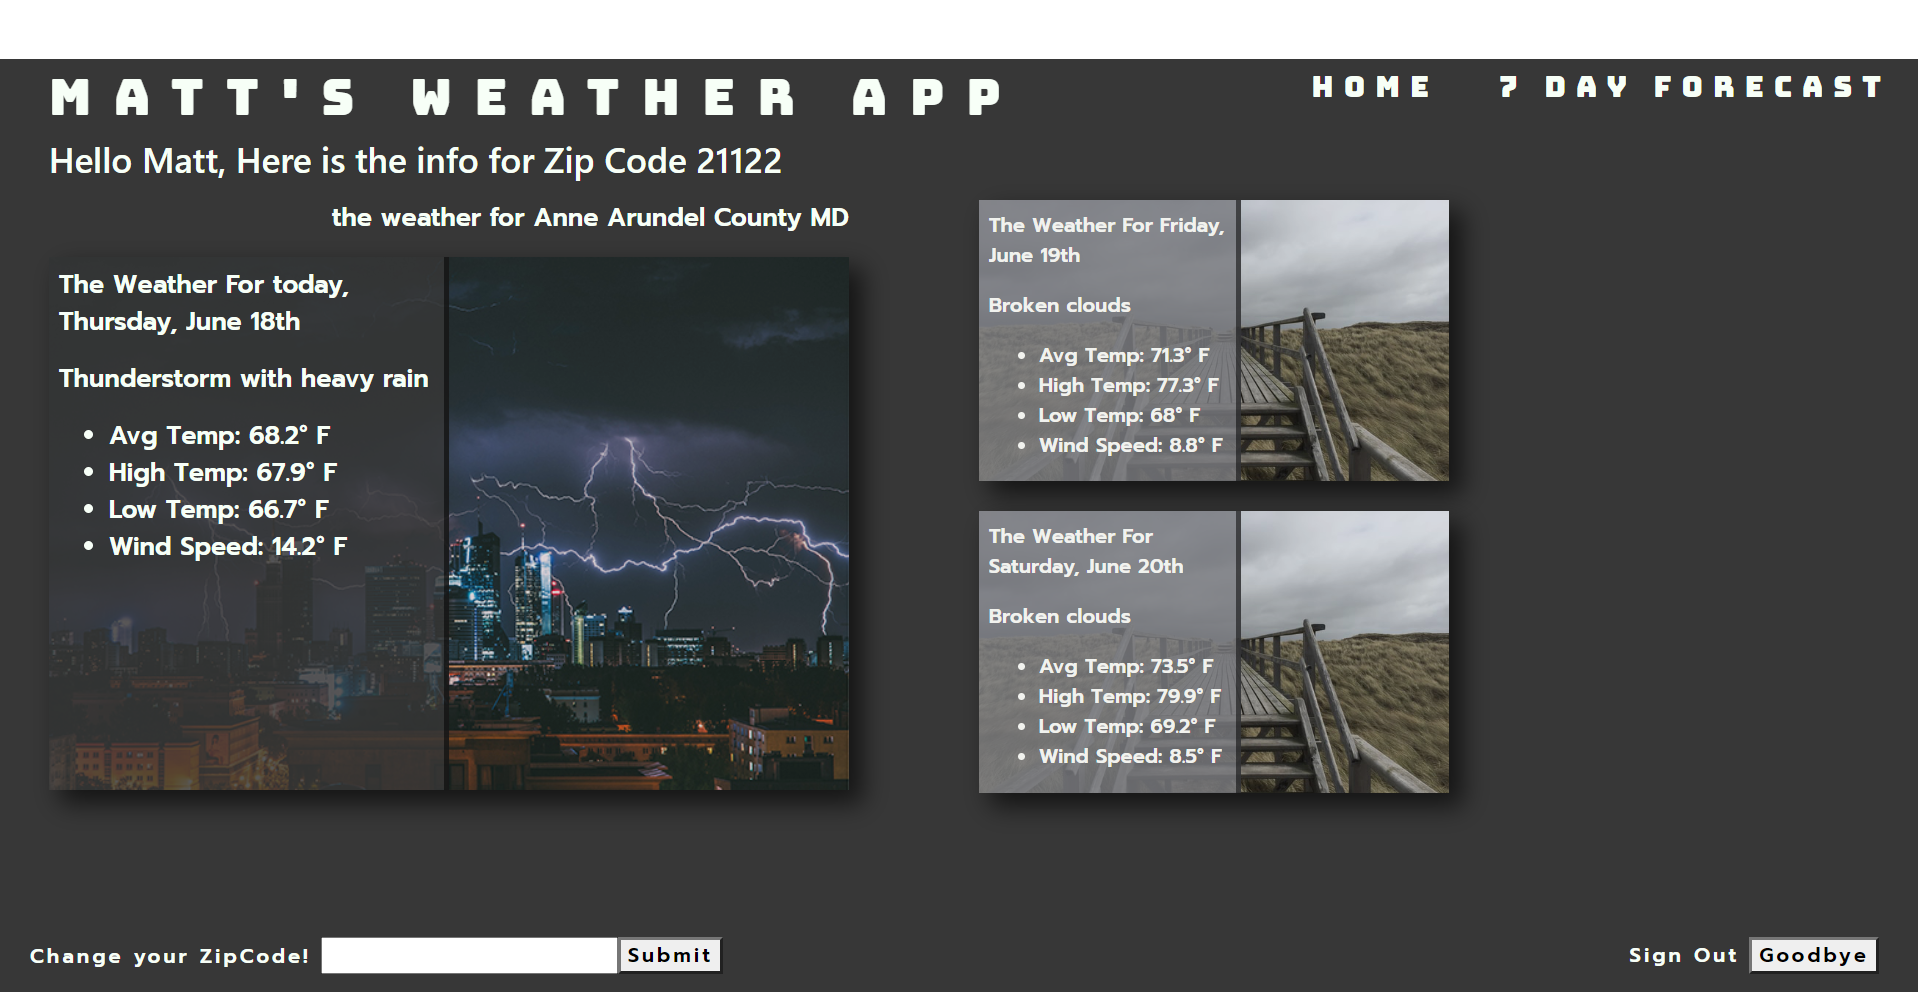 MATT'S WEATHER APP
HOME
7 DAY FORECAST
Hello Matt, Here is the info for Zip Code 21122
the weather for Anne Arundel County MD
The Weather For today,
Thursday, June 18th
Thunderstorm with heavy rain
Avg Temp: 68.2° F
High Temp: 67.9° F
Low Temp: 66.7° F
Wind Speed: 14.2° F
The Weather For Friday,
June 19th
Broken clouds
Avg Temp: 71.3° F
High Temp: 77.3° F
Low Temp: 68° F
Wind Speed: 8.8° F
The Weather For
Saturday, June 20th
Broken clouds
Avg Temp: 73.5° F
High Temp: 79.9° F
Low Temp: 69.2° F
Wind Speed: 8.5° F
Change your ZipCode!
Submit
Sign Out
Goodbye